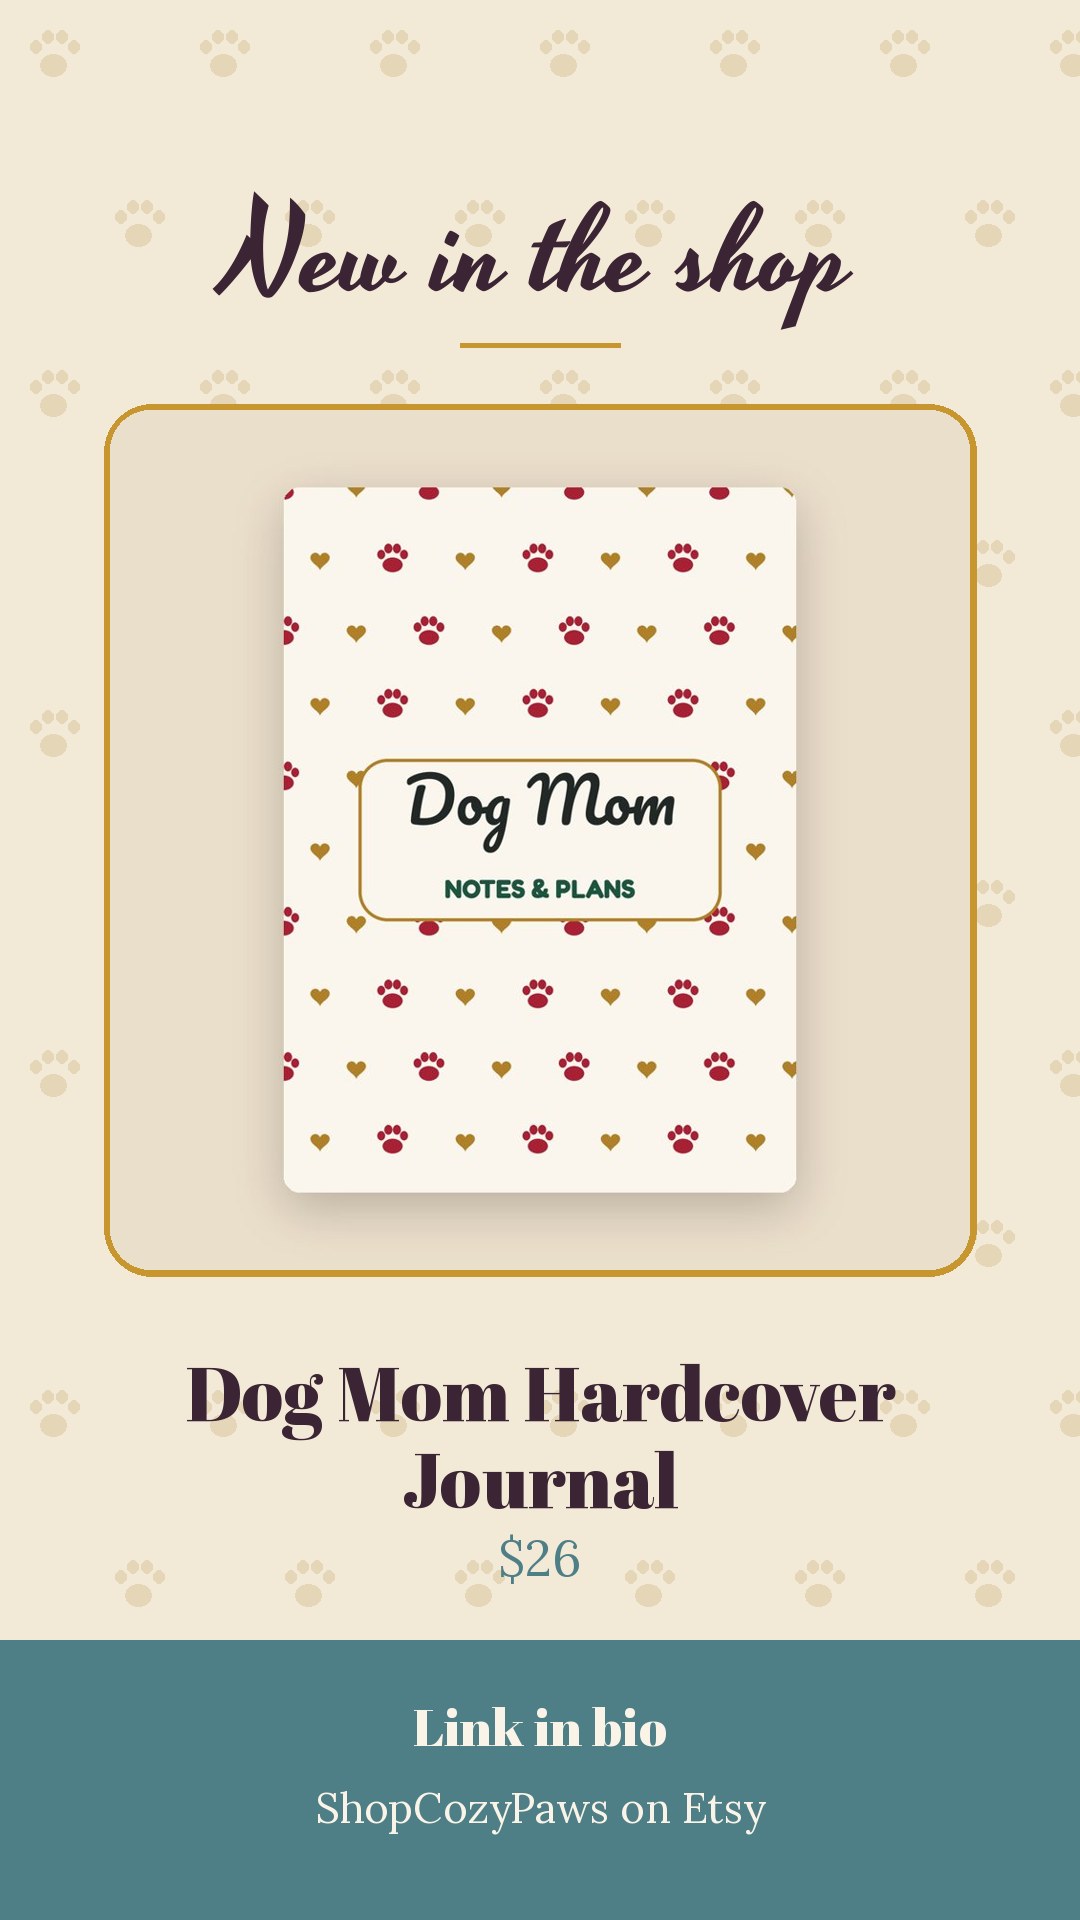 New in the shop
Dog Mom
NOTES & PLANS
Dog Mom Hardcover
Journal
$26
Link in bio
ShopCozyPaws on Etsy